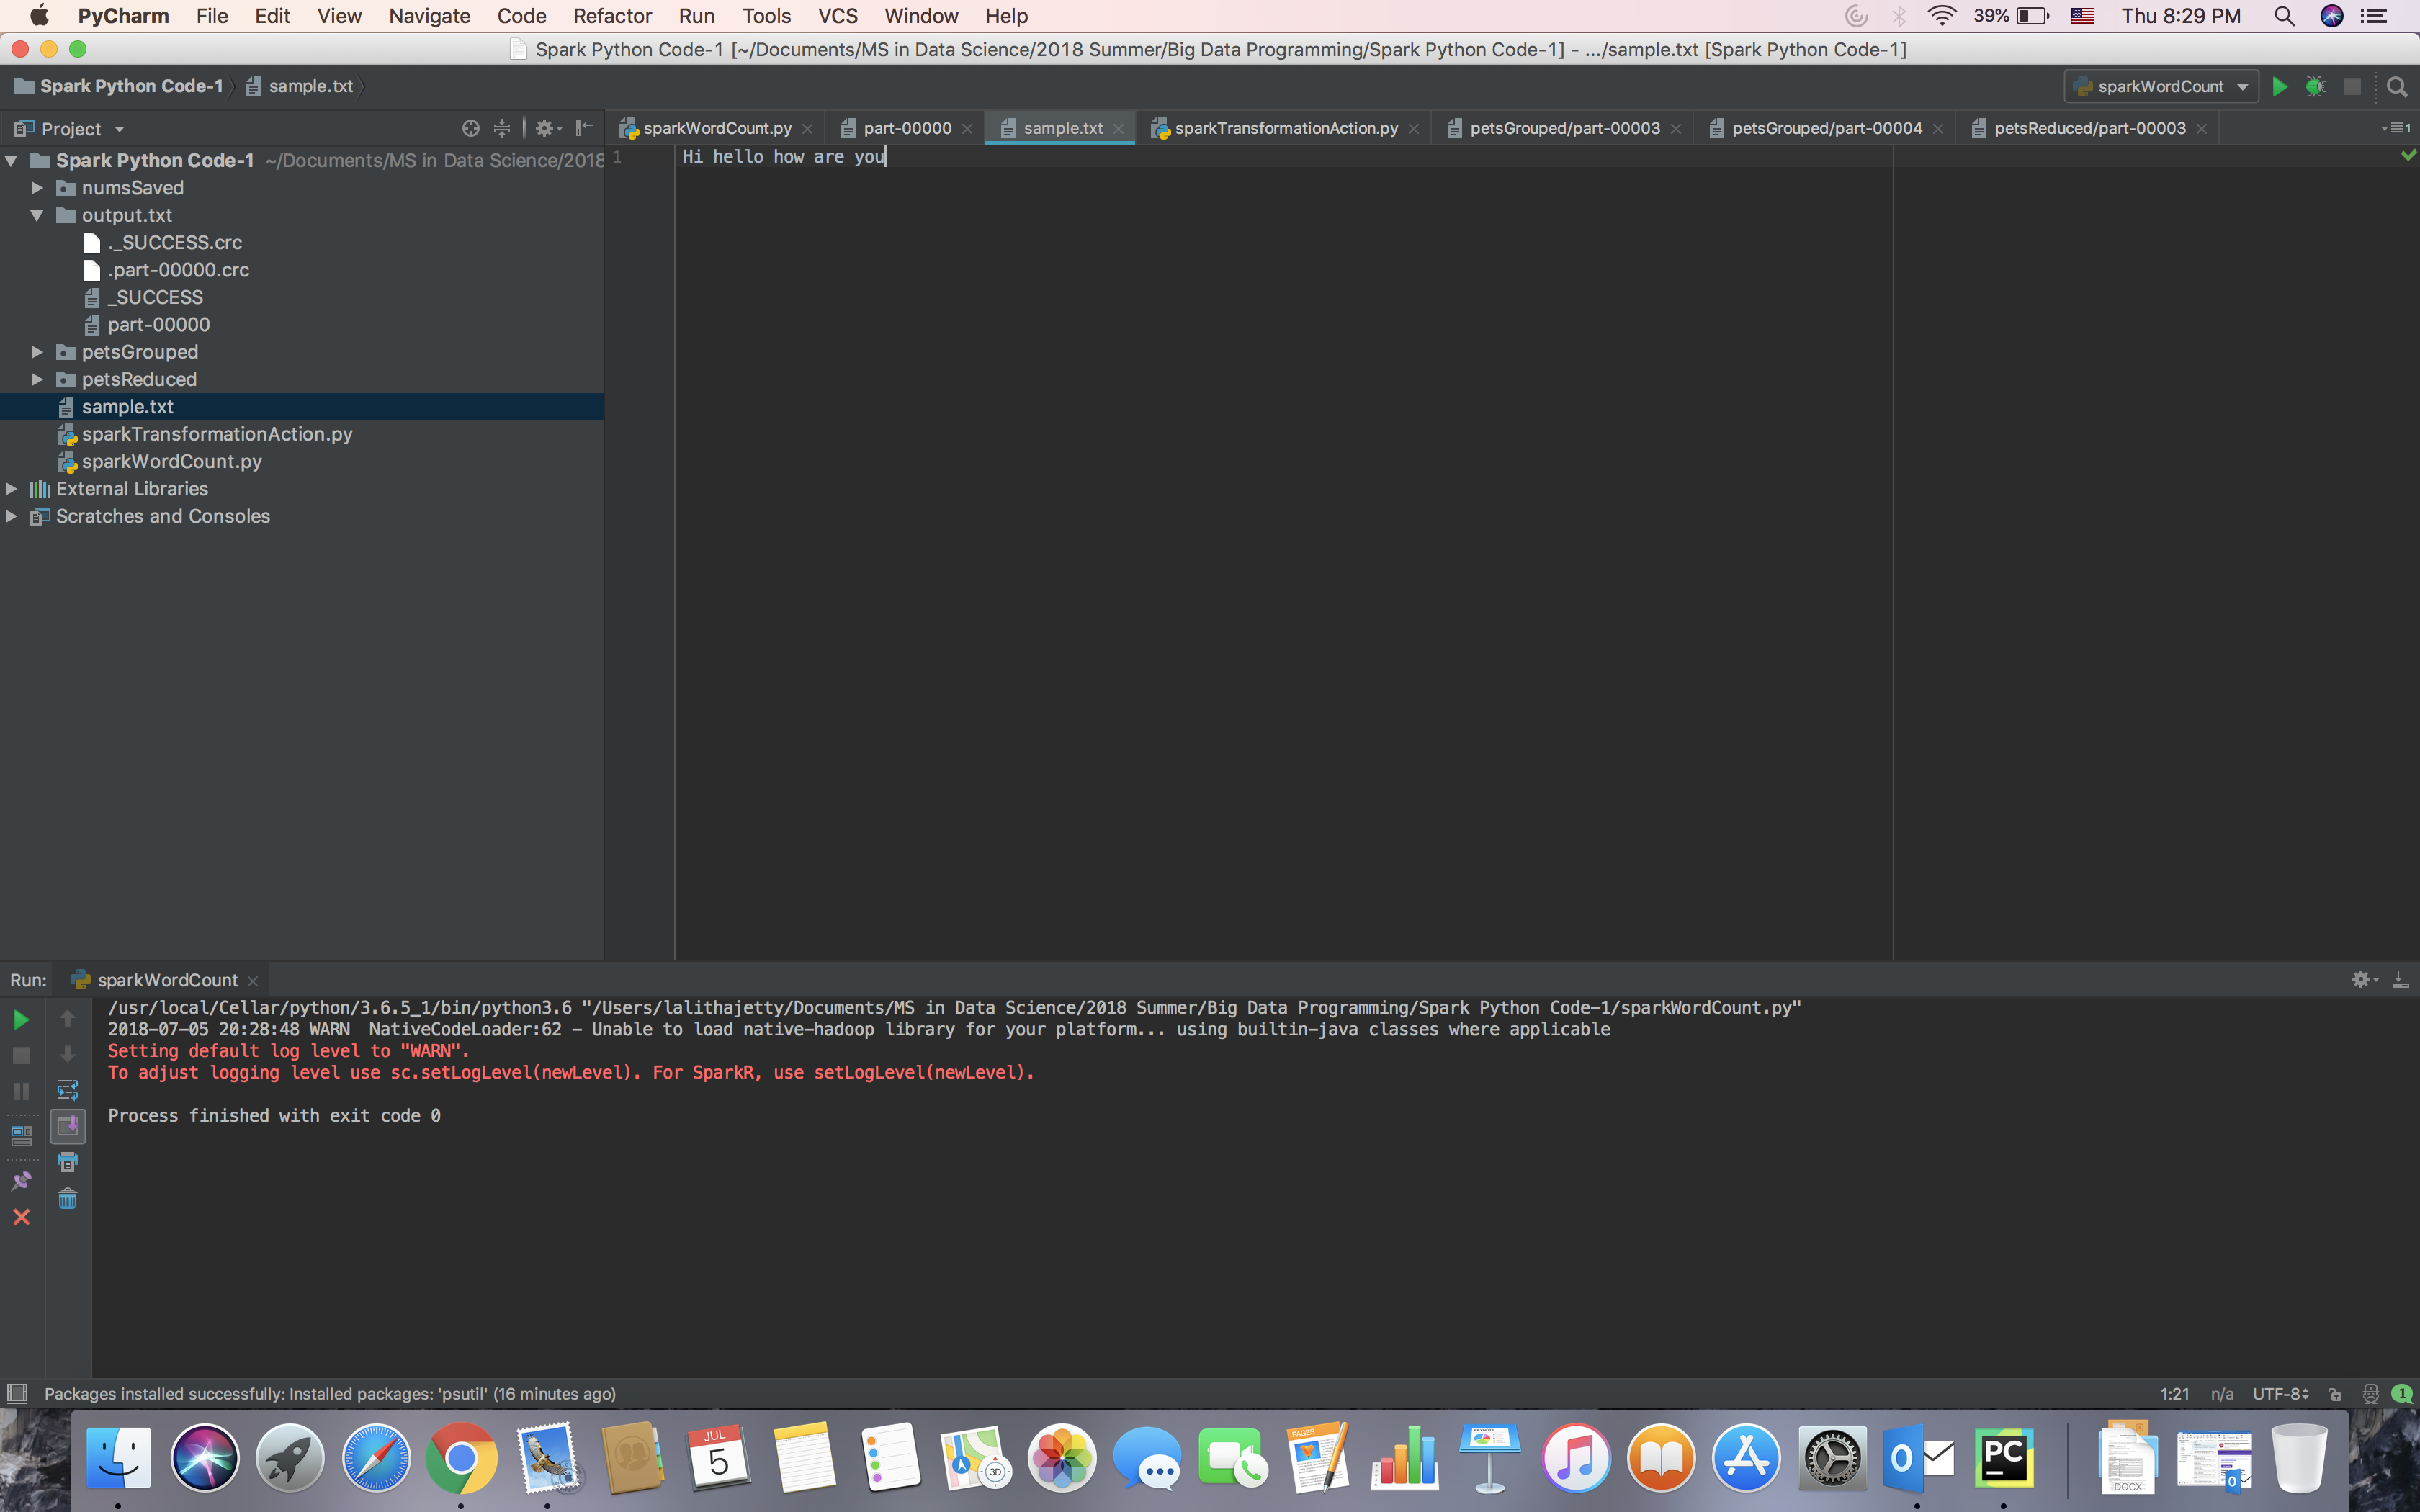 PyCharm File Edit View Navigate Code Refactor Run Tools VCS Window Help 39% Thu 8:29 PM
Spark Python Code-1 [~/Documents/MS in Data Science/2018 Summer/Big Data Programming/Spark Python Code-1] - .../sample.txt [Spark Python Code-1]
Spark Python Code-1 sample.txt sparkWordCount
Project sparkWordCount.py part-00000 sample.txt sparkTransformationAction.py petsGrouped/part-00003 petsGrouped/part-00004 petsReduced/part-00003 1
Spark Python Code-1 ~/Documents/MS in Data Science/2018
1 Hi hello how are you
numsSaved
output.txt
._SUCCESS.crc
.part-00000.crc
_SUCCESS
part-00000
petsGrouped
petsReduced
sample.txt
sparkTransformationAction.py
sparkWordCount.py
External Libraries
Scratches and Consoles
Run: sparkWordCount
/usr/local/Cellar/python/3.6.5_1/bin/python3.6 "/Users/lalithajetty/Documents/MS in Data Science/2018 Summer/Big Data Programming/Spark Python Code-1/sparkWordCount.py"
2018-07-05 20:28:48 WARN  NativeCodeLoader:62 - Unable to load native-hadoop library for your platform... using builtin-java classes where applicable
Setting default log level to "WARN".
To adjust logging level use sc.setLogLevel(newLevel). For SparkR, use setLogLevel(newLevel).
Process finished with exit code 0
Packages installed successfully: Installed packages: 'psutil' (16 minutes ago) 1:21 n/a UTF-8 1
JUL
5
3D
PAGES
O
PC
DOCX